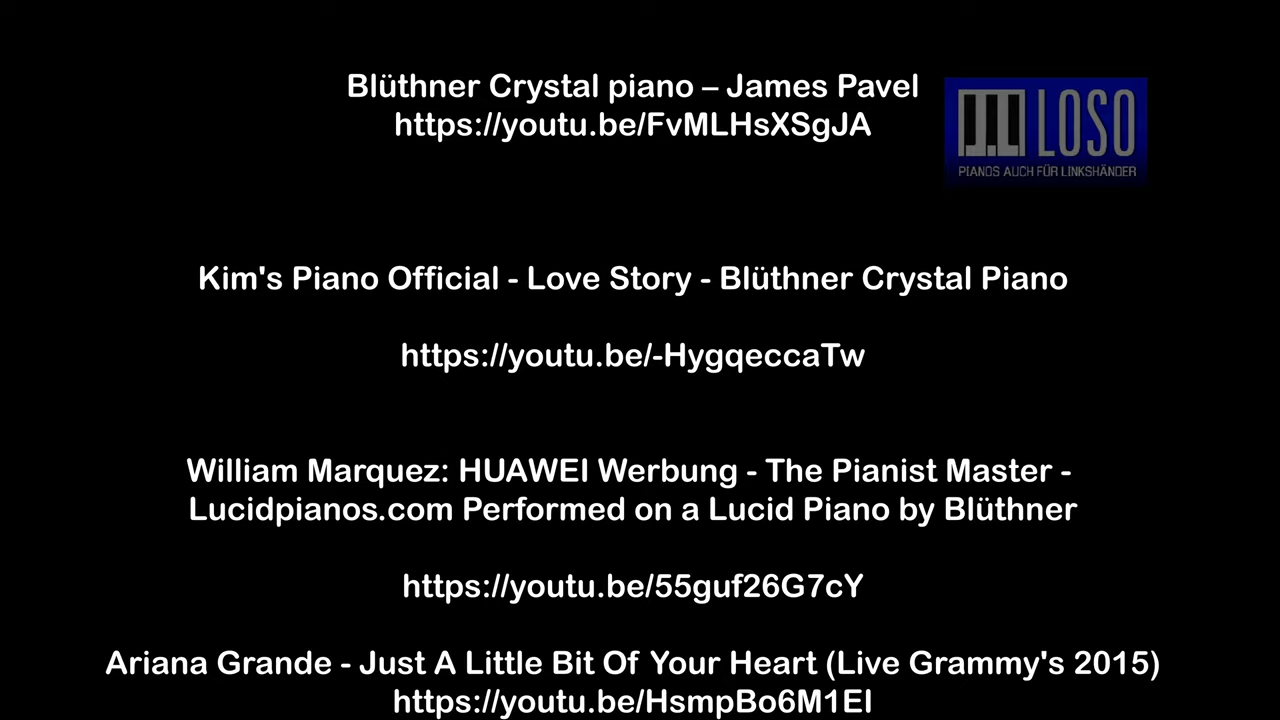 Blüthner Crystal piano – James Pavel
https://youtu.be/FvMLHsXSgJA
LOSO
PIANOS AUCH FÜR LINKSHÄNDER
Kim's Piano Official - Love Story - Blüthner Crystal Piano
https://youtu.be/-HygqeccaTw
William Marquez: HUAWEI Werbung - The Pianist Master -
Lucidpianos.com Performed on a Lucid Piano by Blüthner
https://youtu.be/55guf26G7cY
Ariana Grande - Just A Little Bit Of Your Heart (Live Grammy's 2015)
https://youtu.be/HsmpBo6M1EI